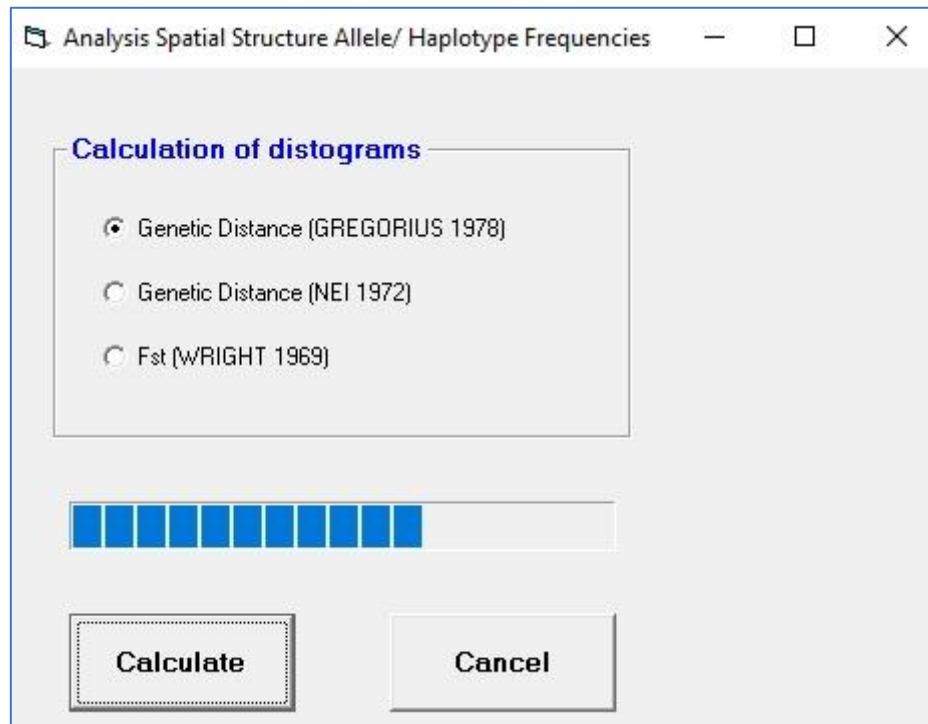 Analysis Spatial Structure Allele/ Haplotype Frequencies
Calculation of distograms
Genetic Distance (GREGORIUS 1978)
Genetic Distance (NEI 1972)
Fst (WRIGHT 1969)
Calculate
Cancel